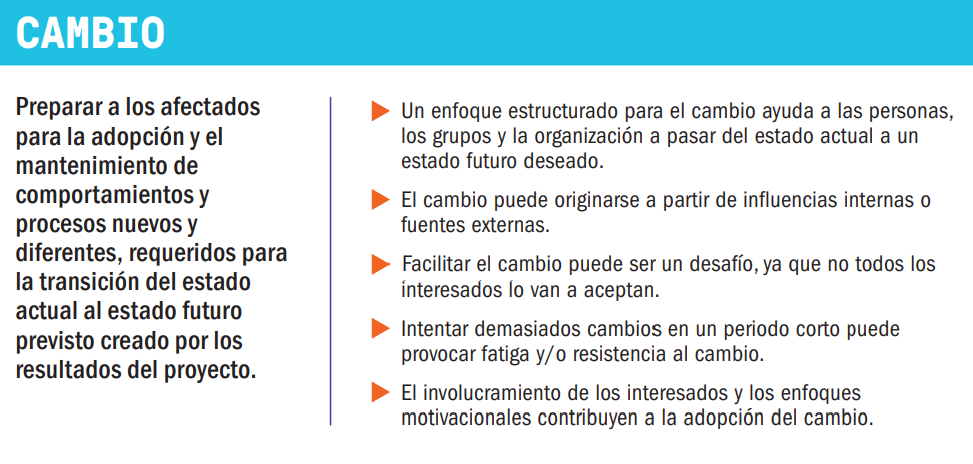 CAMBIO
Preparar a los afectados
para la adopción y el
mantenimiento de
comportamientos y
procesos nuevos y
diferentes, requeridos para
la transición del estado
actual al estado futuro
previsto creado por los
resultados del proyecto.
Un enfoque estructurado para el cambio ayuda a las personas,
los grupos y la organización a pasar del estado actual a un
estado futuro deseado.
El cambio puede originarse a partir de influencias internas o
fuentes externas.
Facilitar el cambio puede ser un desafío, ya que no todos los
interesados lo van a aceptan.
Intentar demasiados cambios en un periodo corto puede
provocar fatiga y/o resistencia al cambio.
El involucramiento de los interesados y los enfoques
motivacionales contribuyen a la adopción del cambio.